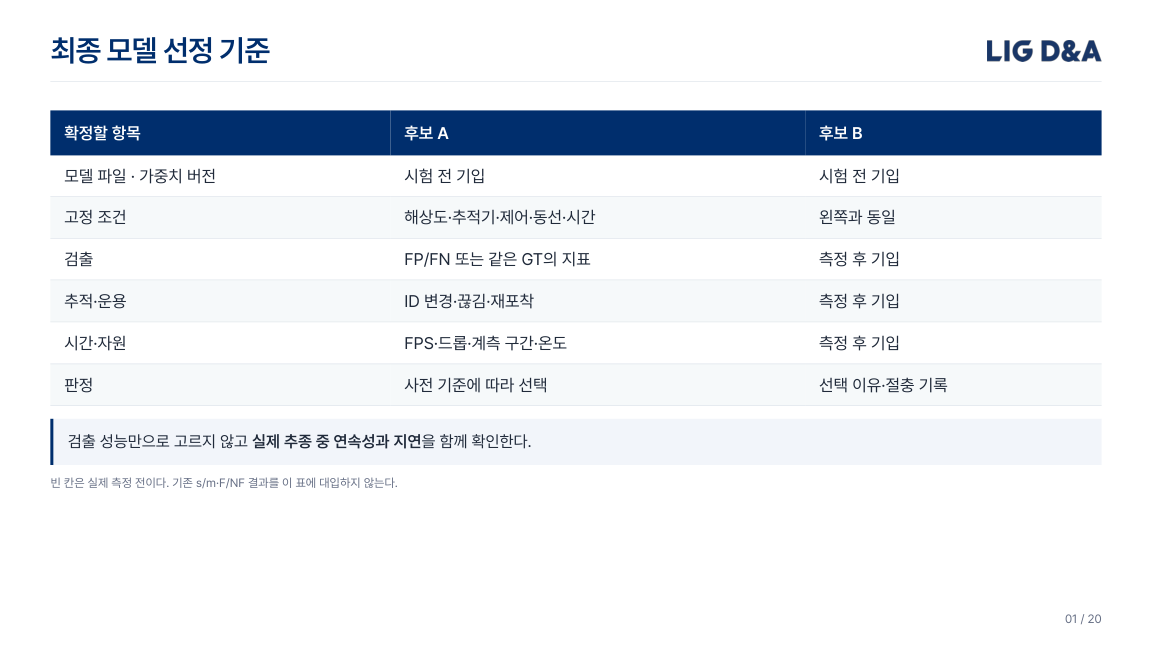 최종 모델 선정 기준
LIG D&A
확정할 항목 후보 A 후보 B
모델 파일 · 가중치 버전 시험 전 기입 시험 전 기입
고정 조건 해상도·추적기·제어·동선·시간 왼쪽과 동일
검출 FP/FN 또는 같은 GT의 지표 측정 후 기입
추적·운용 ID 변경·끊김·재포착 측정 후 기입
시간·자원 FPS·드롭·계측 구간·온도 측정 후 기입
판정 사전 기준에 따라 선택 선택 이유·절충 기록
검출 성능만으로 고르지 않고 실제 추종 중 연속성과 지연을 함께 확인한다.
빈 칸은 실제 측정 전이다. 기존 s/m·F/NF 결과를 이 표에 대입하지 않는다.
01 / 20